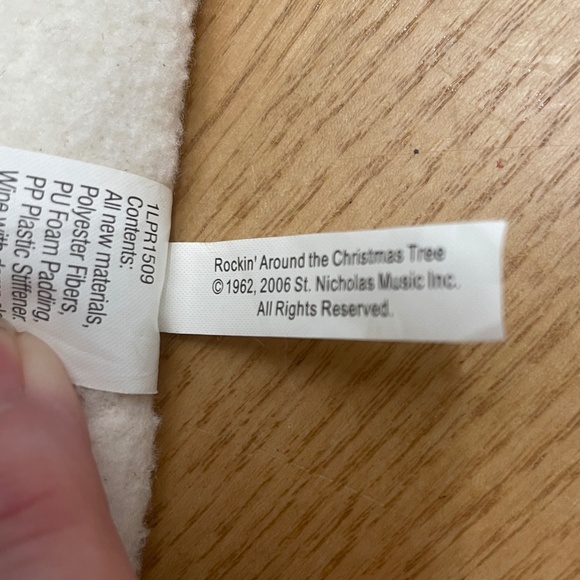 1LPR1509
Contents:
All new materials,
Polyester Fibers,
PU Foam Padding,
PP Plastic Stiffener.
Rockin' Around the Christmas Tree
© 1962, 2006 St. Nicholas Music Inc.
All Rights Reserved.